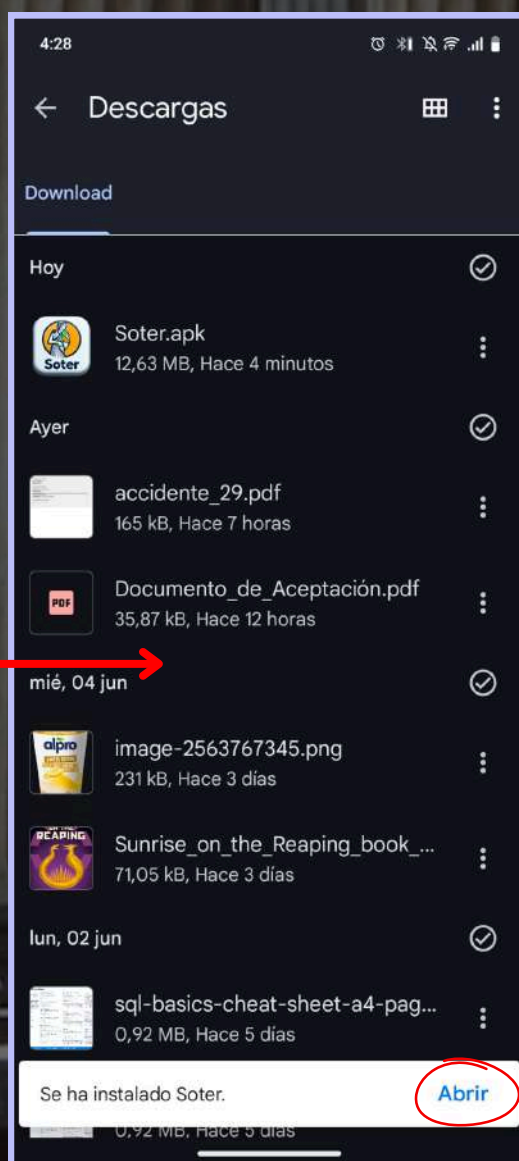 4:28
Descargas
Download
Hoy
Soter
Soter.apk
12,63 MB, Hace 4 minutos
Ayer
accidente_29.pdf
165 kB, Hace 7 horas
PDF
Documento_de_Aceptación.pdf
35,87 kB, Hace 12 horas
mié, 04 jun
alpro
image-2563767345.png
231 kB, Hace 3 días
REAPING
Sunrise_on_the_Reaping_book_...
71,05 kB, Hace 3 días
lun, 02 jun
sql-basics-cheat-sheet-a4-pag...
0,92 MB, Hace 5 días
Se ha instalado Soter.
Abrir
0,92 MB, Hace 5 días